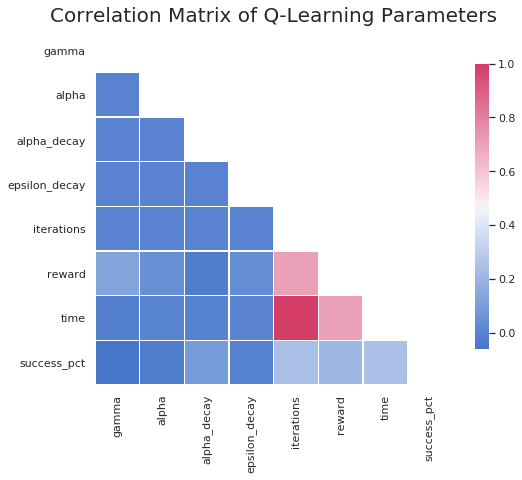 Correlation Matrix of Q-Learning Parameters
gamma
alpha
alpha_decay
epsilon_decay
iterations
reward
time
success_pct
gamma
alpha
alpha_decay
epsilon_decay
iterations
reward
time
success_pct
1.0
0.8
0.6
0.4
0.2
0.0